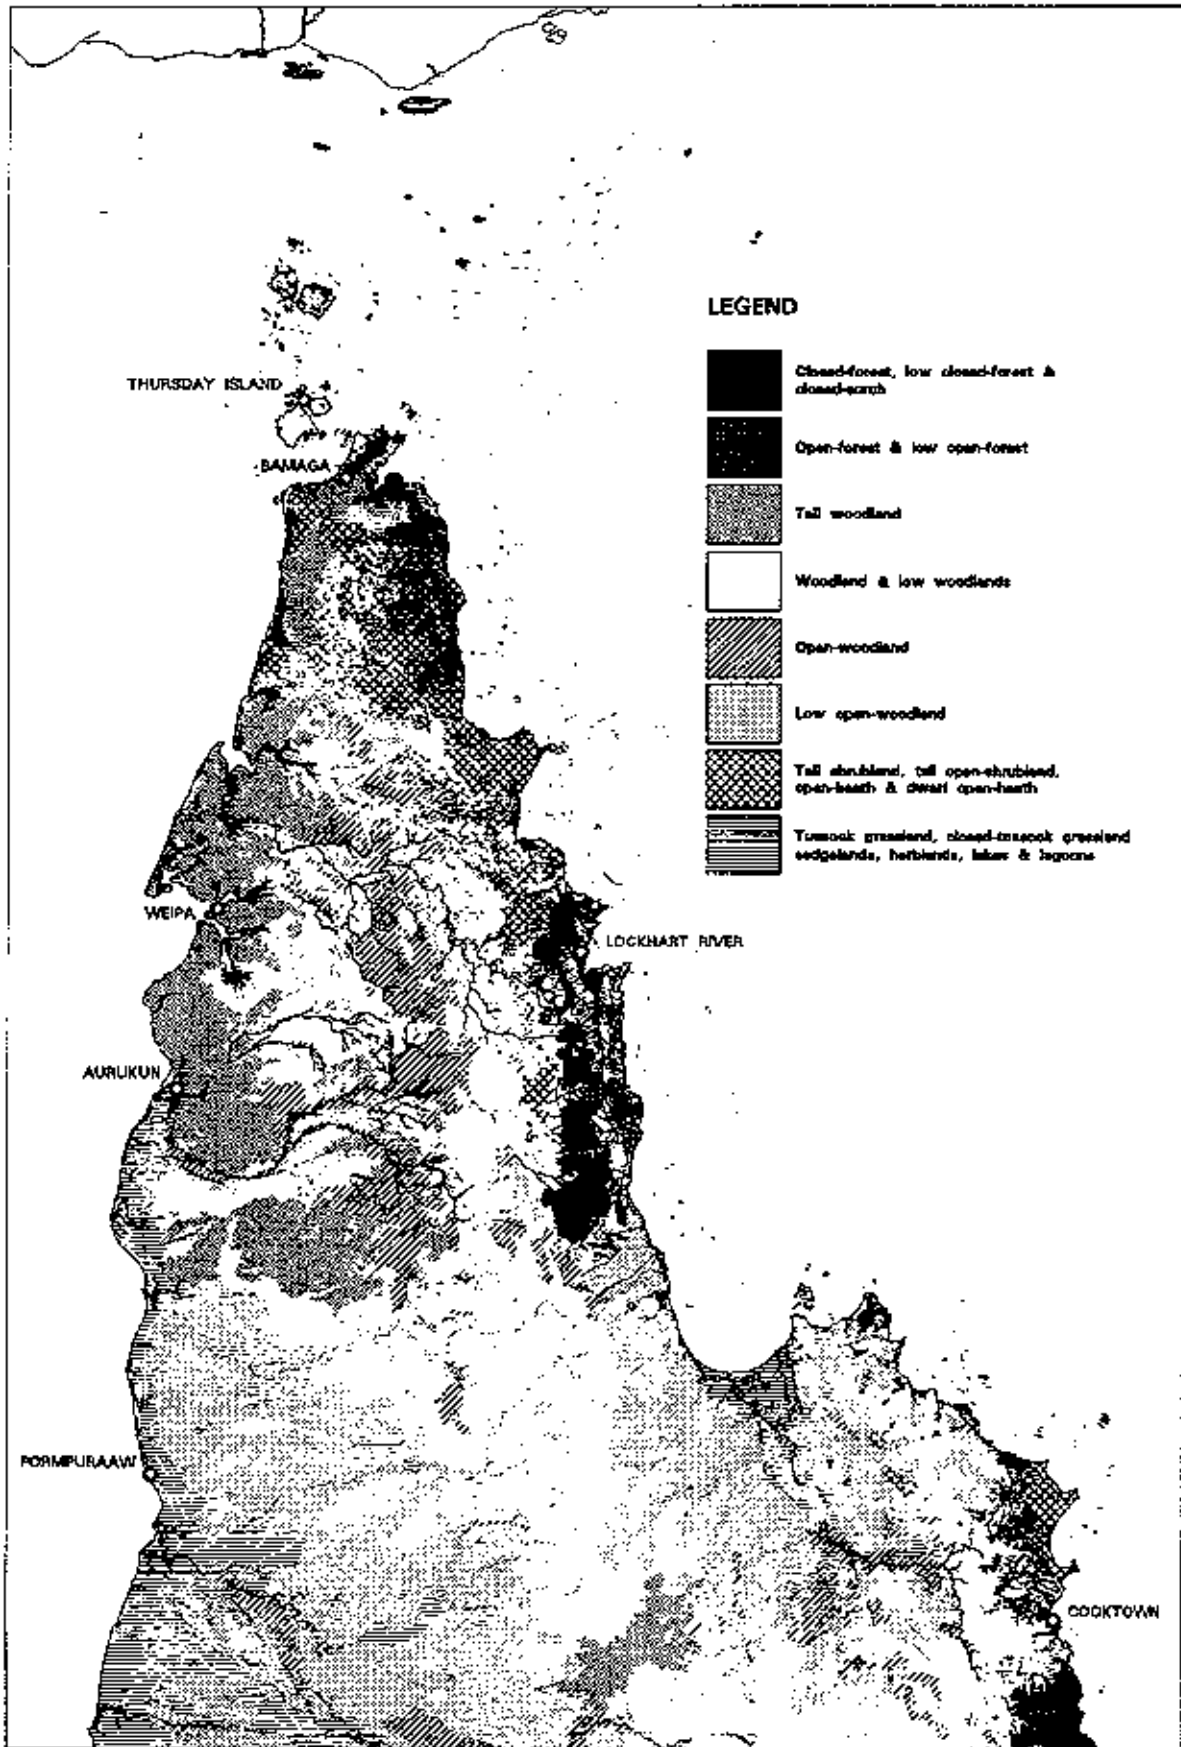 LEGEND
Closed-forest, low closed-forest &
closed-scrub
Open-forest & low open-forest
THURSDAY ISLAND
BAMAGA
Tall woodland
Woodland & low woodlands
Open-woodland
Low open-woodland
Tall shrubland, tall open-shrubland,
open-heath & dwarf open-heath
Tussock grassland, closed-tussock grassland
sedgelands, herblands, lakes & lagoons
WEIPA
LOCKHART RIVER
AURUKUN
PORMPURAAW
COOKTOWN